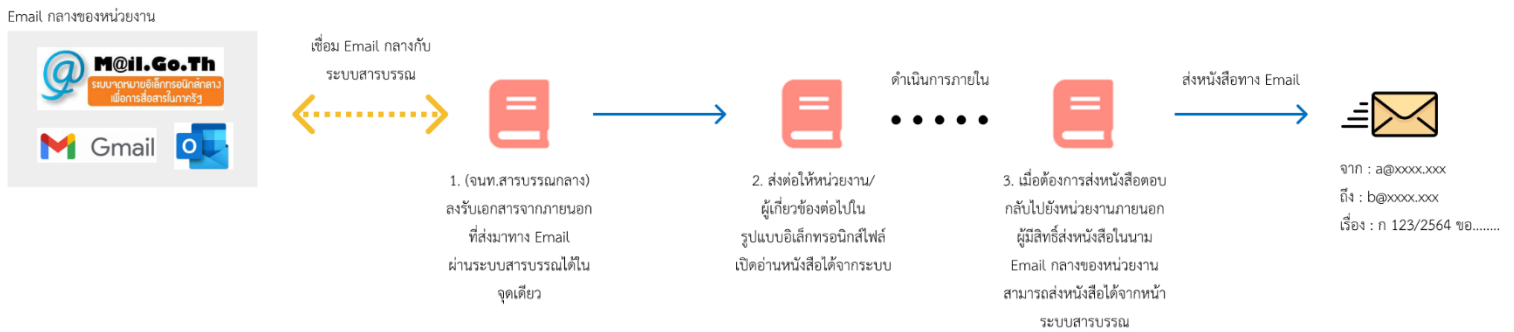 Email กลางของหน่วยงาน
M@il.Go.Th
ระบบจดหมายอิเล็กทรอนิกส์กลาง
เพื่อการสื่อสารในภาครัฐ
Gmail
เชื่อม Email กลางกับ
ระบบสารบรรณ
1. (จนท.สารบรรณกลาง)
ลงรับเอกสารจากภายนอก
ที่ส่งมาทาง Email
ผ่านระบบสารบรรณได้ใน
จุดเดียว
2. ส่งต่อให้หน่วยงาน/
ผู้เกี่ยวข้องต่อไปใน
รูปแบบอิเล็กทรอนิกส์ไฟล์
เปิดอ่านหนังสือได้จากระบบ
ดำเนินการภายใน
3. เมื่อต้องการส่งหนังสือตอบ
กลับไปยังหน่วยงานภายนอก
ผู้มีสิทธิ์ส่งหนังสือในนาม
Email กลางของหน่วยงาน
สามารถส่งหนังสือได้จากหน้า
ระบบสารบรรณ
ส่งหนังสือทาง Email
จาก : a@xxxx.xxx
ถึง : b@xxxx.xxx
เรื่อง : ก 123/2564 ขอ........